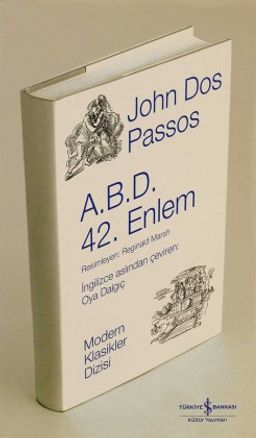 John Dos
Passos
A.B.D.
42. Enlem
Resimleyen: Reginald Marsh
İngilizce aslından çeviren:
Oya Dalgıç
Modern
Klasikler
Dizisi
TÜRKİYE İŞ BANKASI
Kültür Yayınları